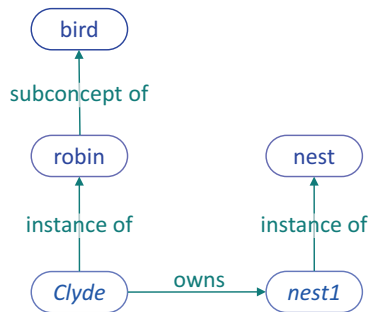 bird
subconcept of
robin
nest
instance of
instance of
owns
Clyde
nest1